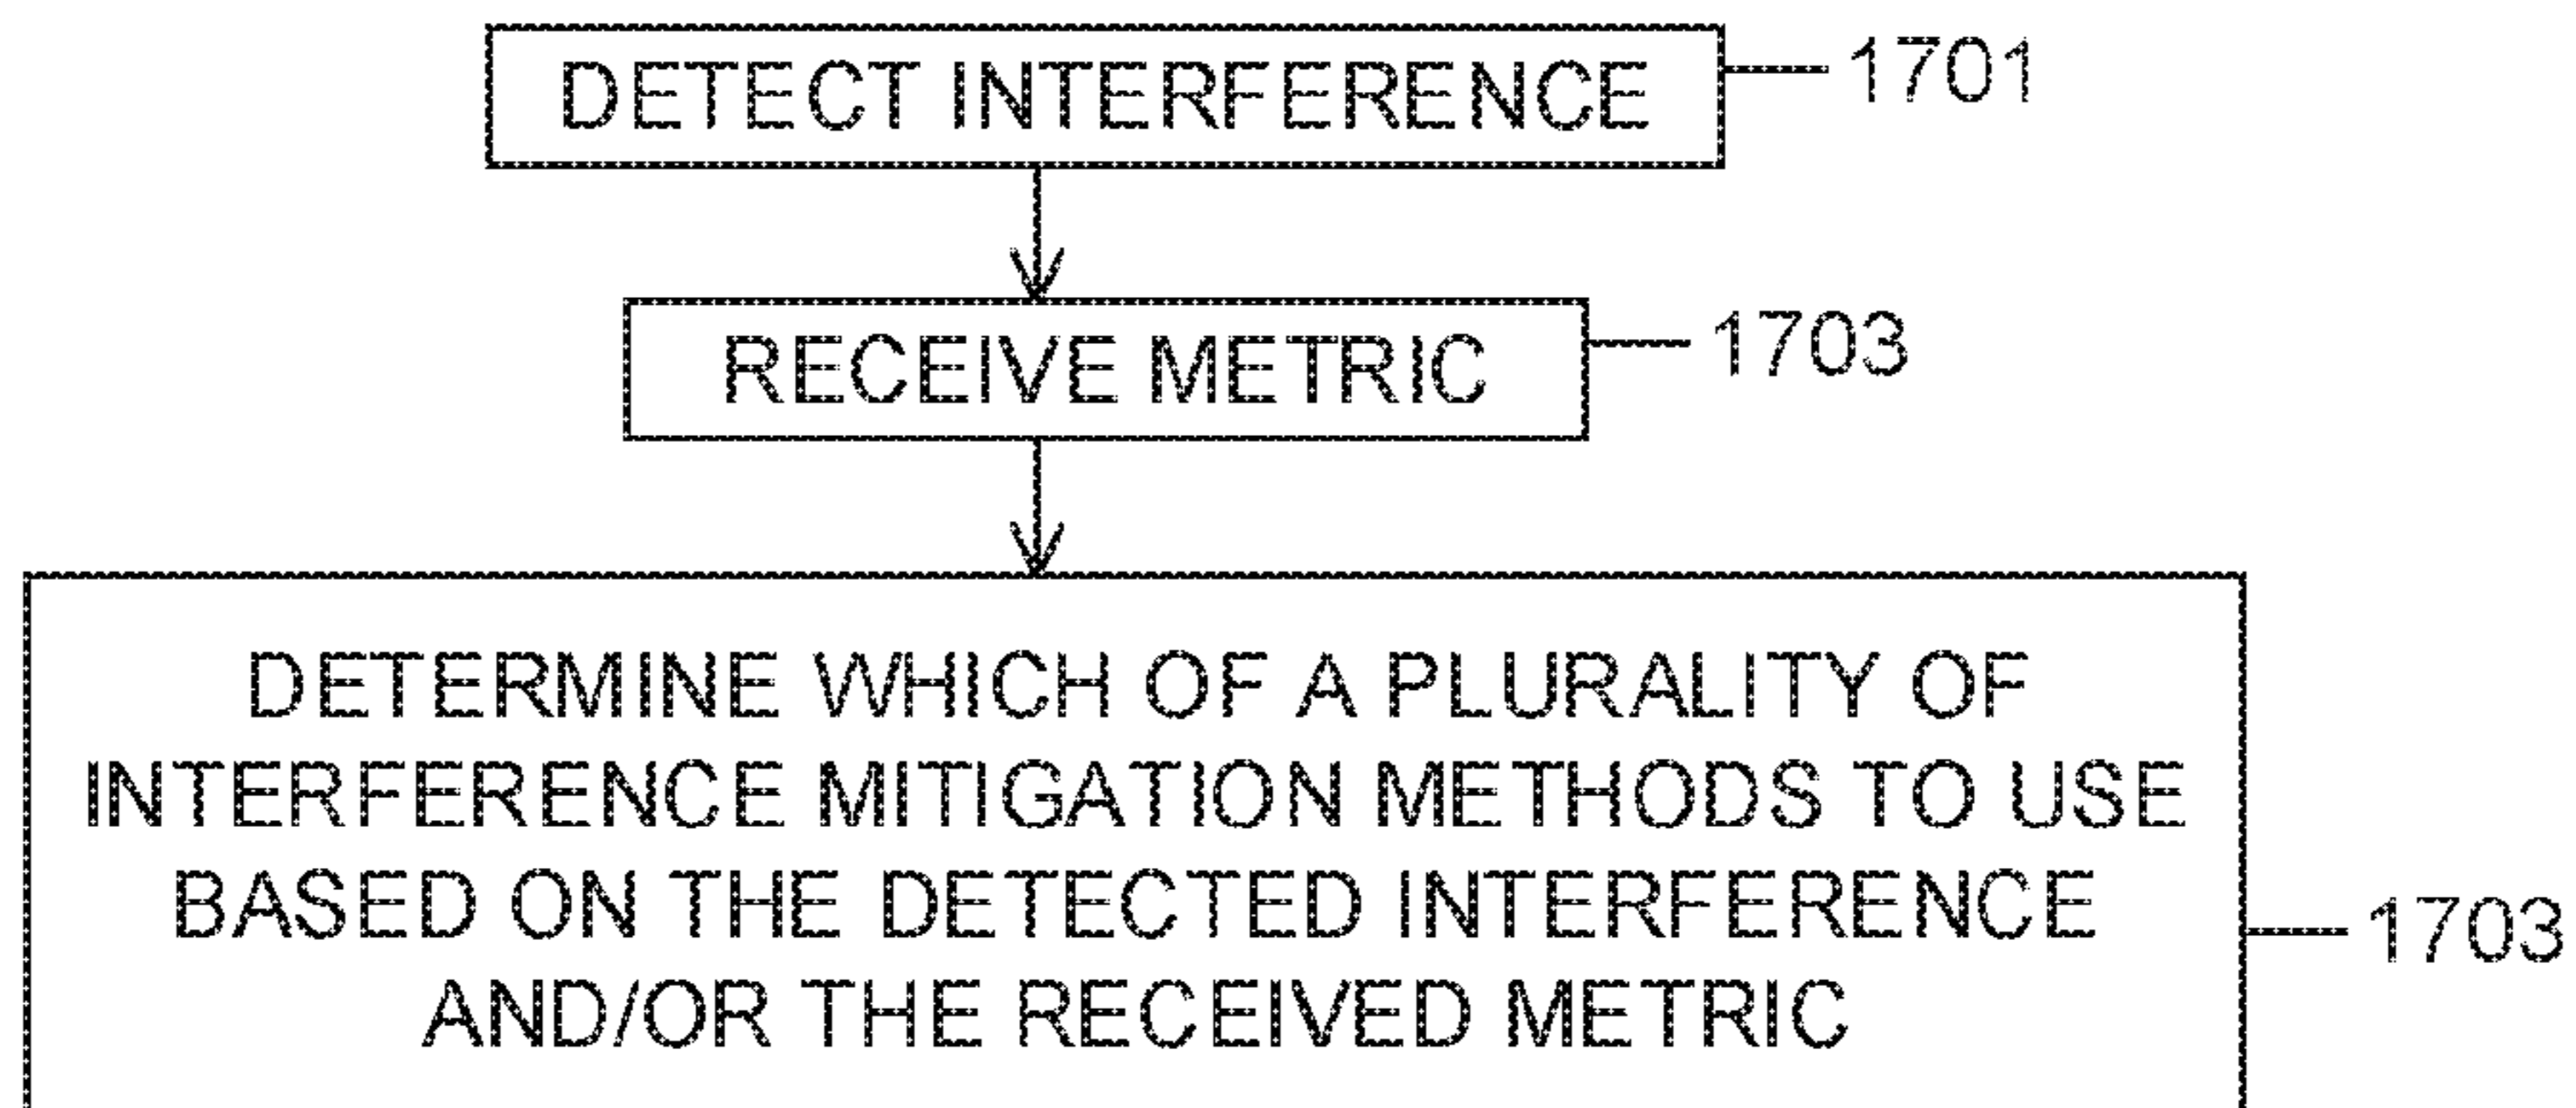 DETECT INTERFERENCE 1701
RECEIVE METRIC 1703
DETERMINE WHICH OF A PLURALITY OF
INTERFERENCE MITIGATION METHODS TO USE
BASED ON THE DETECTED INTERFERENCE
AND/OR THE RECEIVED METRIC
1703